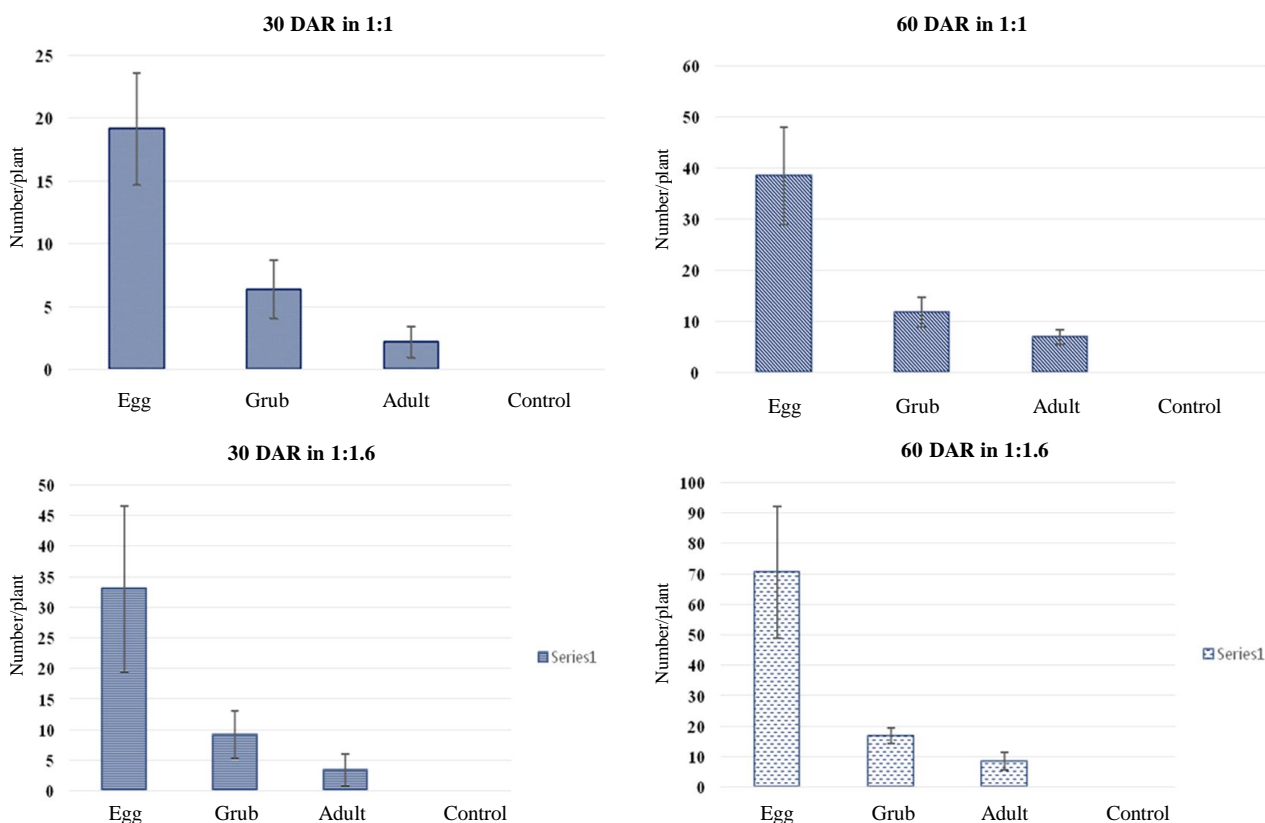 30 DAR in 1:1
25
20
15
10
5
0
Number/plant
Egg Grub Adult Control
60 DAR in 1:1
60
50
40
30
20
10
0
Number/plant
Egg Grub Adult Control
30 DAR in 1:1.6
50
45
40
35
30
25
20
15
10
5
0
Number/plant
Egg Grub Adult Control
Series1
60 DAR in 1:1.6
100
90
80
70
60
50
40
30
20
10
0
Number/plant
Egg Grub Adult Control
Series1